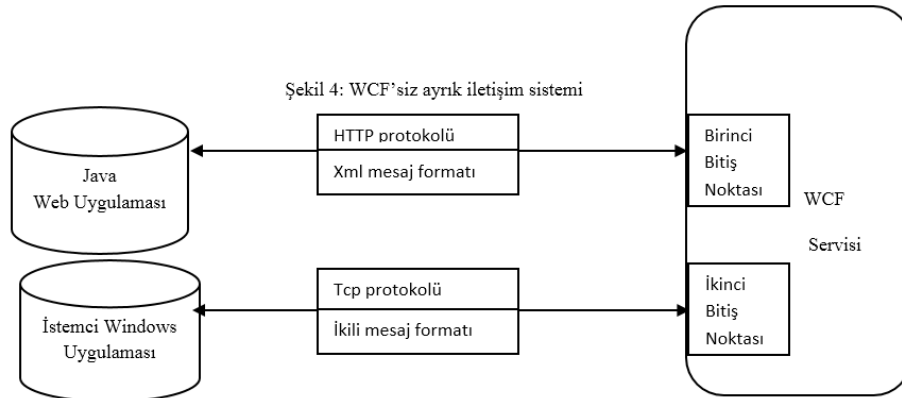 Şekil 4: WCF’siz ayrık iletişim sistemi
Java
Web Uygulaması
HTTP protokolü
Xml mesaj formatı
Birinci
Bitiş
Noktası
WCF
Servisi
İstemci Windows
Uygulaması
Tcp protokolü
İkili mesaj formatı
İkinci
Bitiş
Noktası